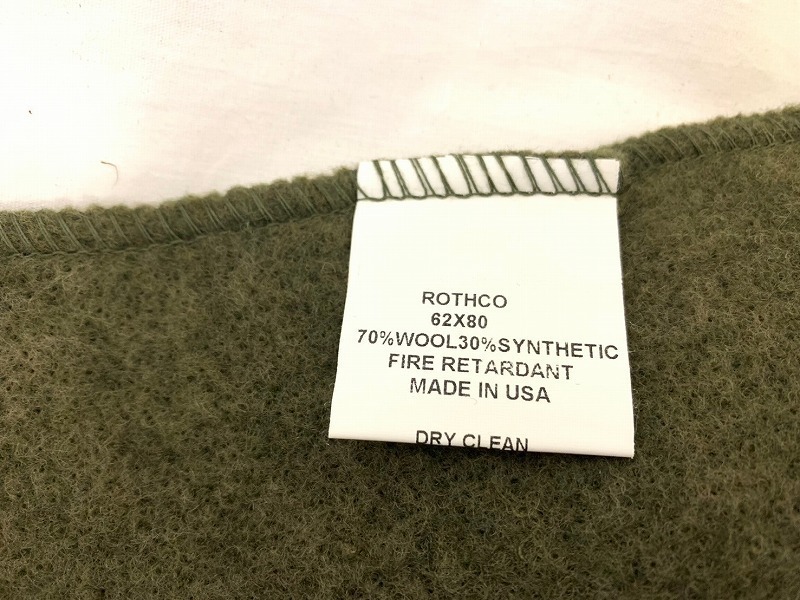 ROTHCO
62X80
70%WOOL30%SYNTHETIC
FIRE RETARDANT
MADE IN USA
DRY CLEAN